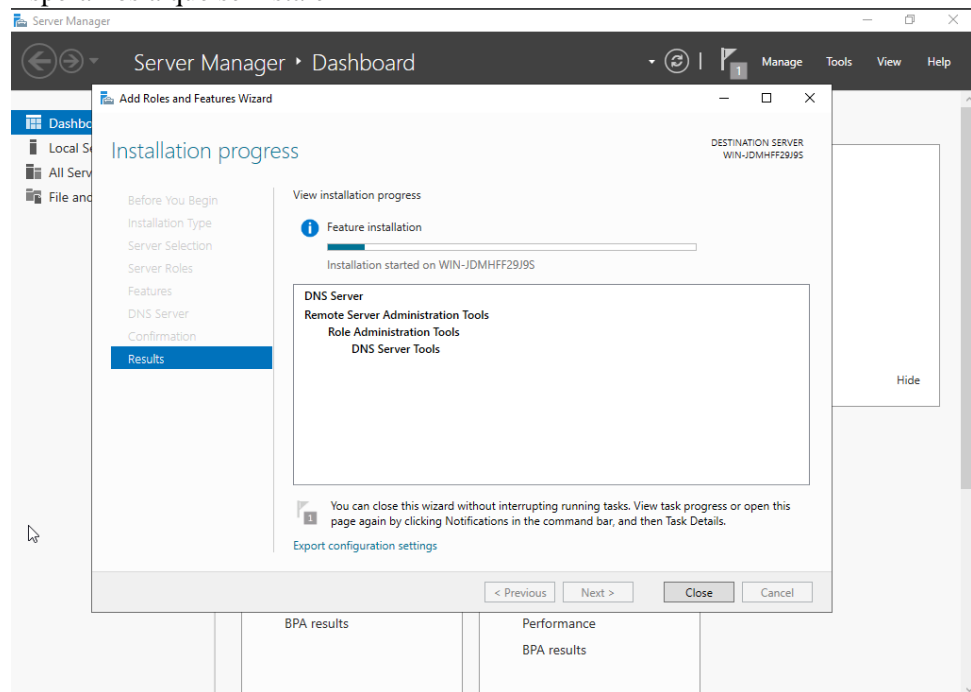 Server Manager
Server Manager ‣ Dashboard
1
Manage
Tools
View
Help
Add Roles and Features Wizard
Dashbo
Installation progress
DESTINATION SERVER
WIN-JDMHFF29J9S
Local Se
All Serv
File and
Before You Begin
Installation Type
Server Selection
Server Roles
Features
DNS Server
Confirmation
Results
View installation progress
Feature installation
Installation started on WIN-JDMHFF29J9S
DNS Server
Remote Server Administration Tools
Role Administration Tools
DNS Server Tools
Hide
1
You can close this wizard without interrupting running tasks. View task progress or open this
page again by clicking Notifications in the command bar, and then Task Details.
Export configuration settings
< Previous
Next >
Close
Cancel
BPA results
Performance
BPA results